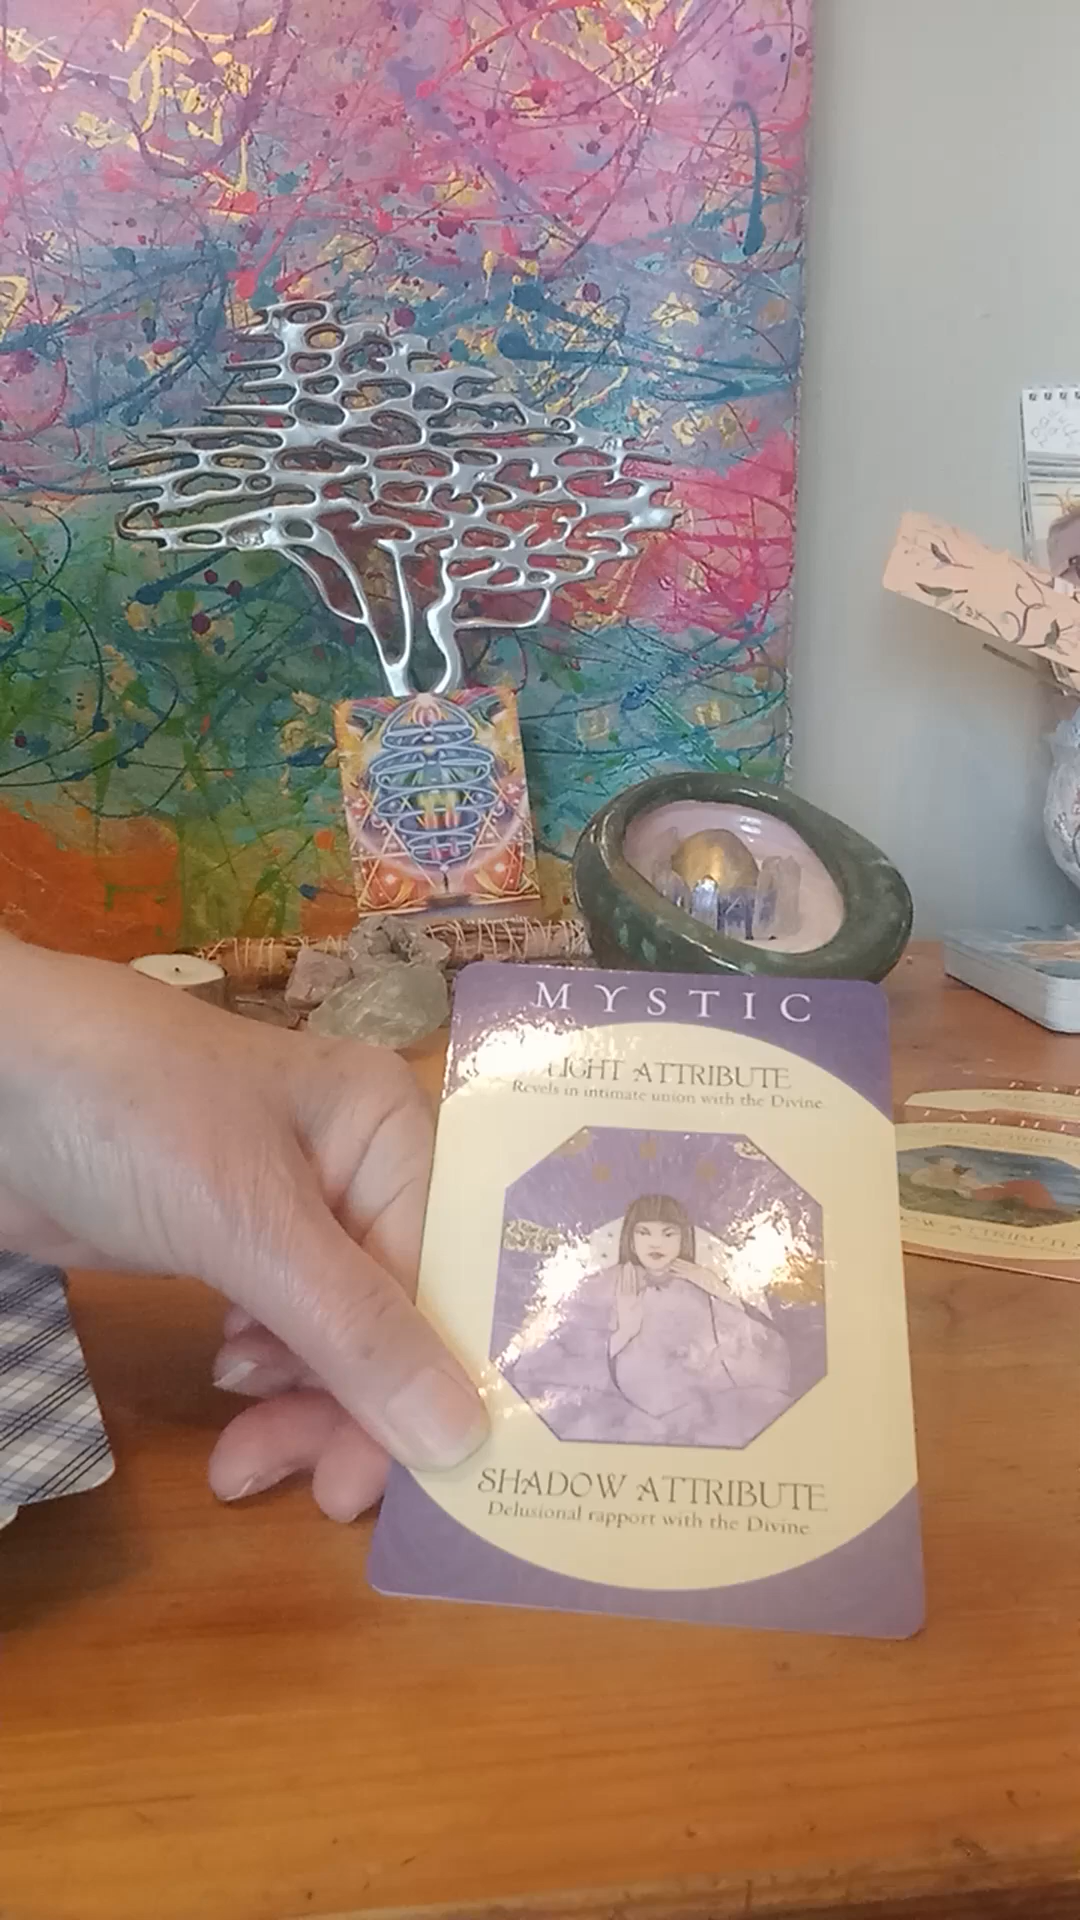 MYSTIC
LIGHT ATTRIBUTE
Revels in intimate union with the Divine
SHADOW ATTRIBUTE
Delusional rapport with the Divine